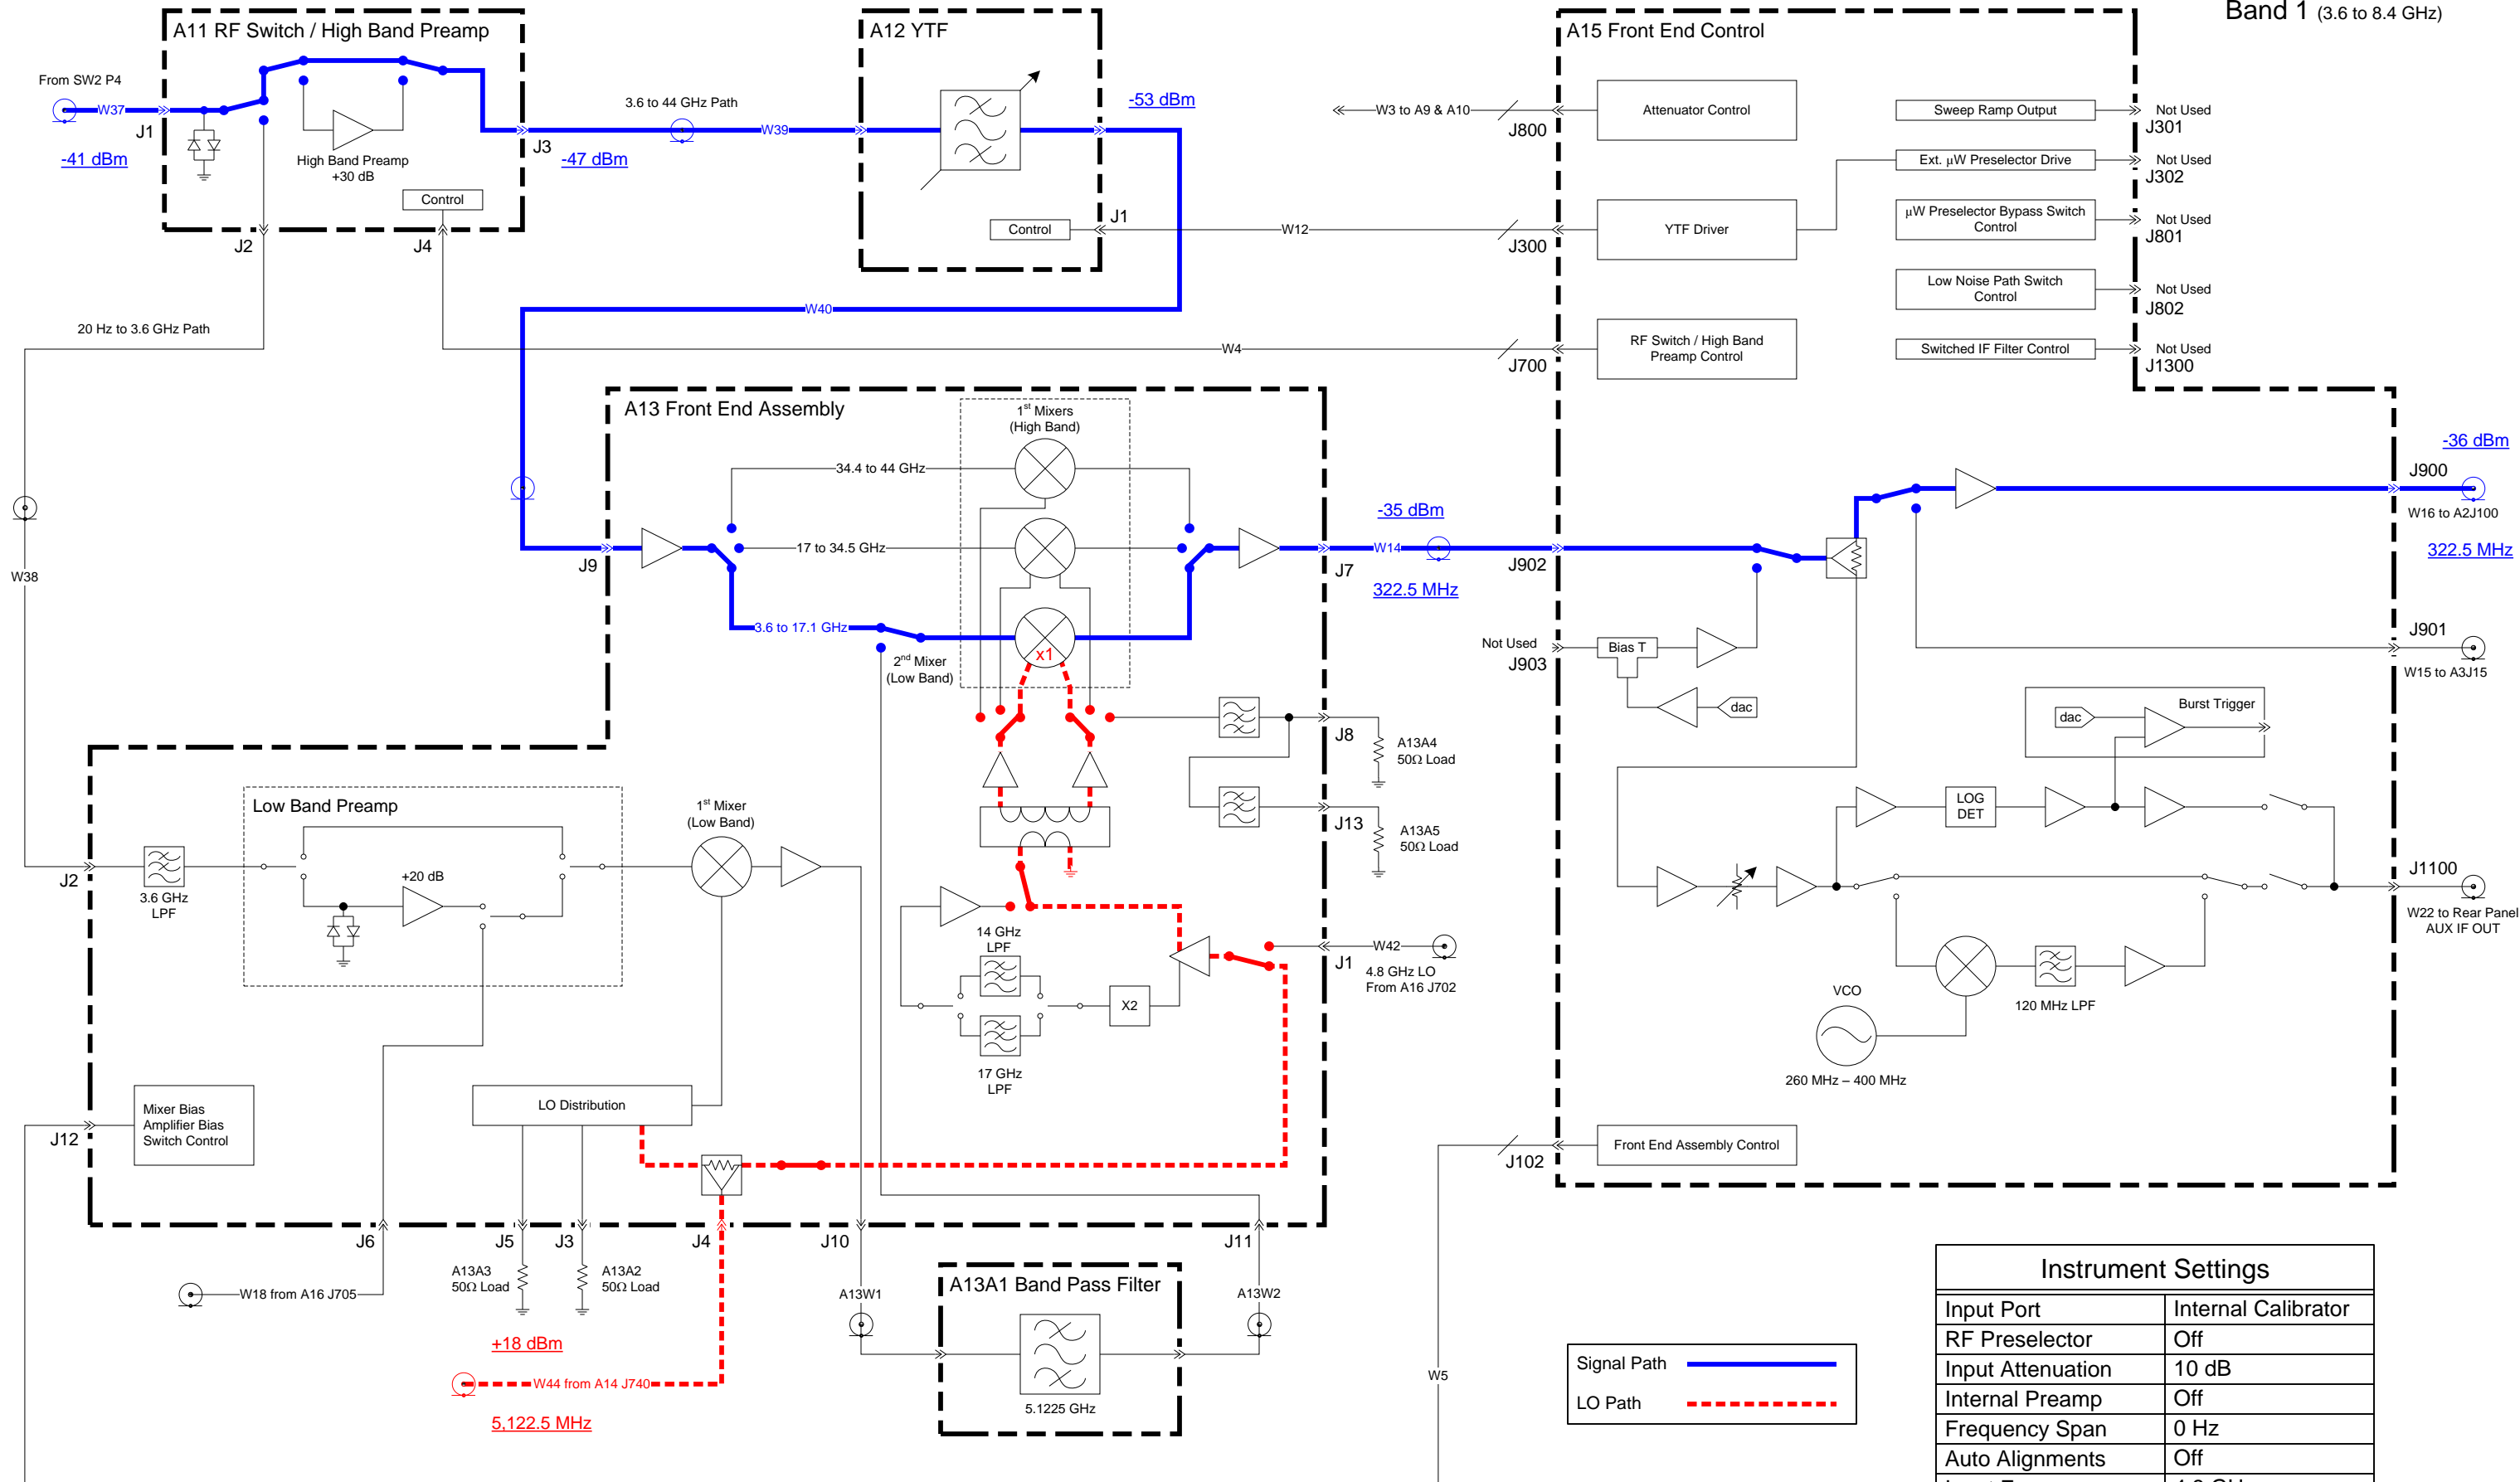 Band 1 (3.6 to 8.4 GHz)
A11 RF Switch / High Band Preamp
From SW2 P4
W37
J1
-41 dBm
High Band Preamp
+30 dB
Control
J2
J4
J3
-47 dBm
3.6 to 44 GHz Path
W39
A12 YTF
-53 dBm
Control
J1
W12
W40
20 Hz to 3.6 GHz Path
W4
W38
A15 Front End Control
W3 to A9 & A10
J800
Attenuator Control
J300
YTF Driver
J700
RF Switch / High Band
Preamp Control
Sweep Ramp Output
Not Used
J301
Ext. µW Preselector Drive
Not Used
J302
µW Preselector Bypass Switch
Control
Not Used
J801
Low Noise Path Switch
Control
Not Used
J802
Switched IF Filter Control
Not Used
J1300
A13 Front End Assembly
1st Mixers
(High Band)
34.4 to 44 GHz
17 to 34.5 GHz
3.6 to 17.1 GHz
x1
2nd Mixer
(Low Band)
J9
J7
-35 dBm
W14
322.5 MHz
J902
Not Used
J903
Bias T
dac
-36 dBm
J900
W16 to A2J100
322.5 MHz
J901
W15 to A3J15
Burst Trigger
dac
LOG
DET
J1100
W22 to Rear Panel
AUX IF OUT
VCO
120 MHz LPF
260 MHz – 400 MHz
J8
A13A4
50Ω Load
J13
A13A5
50Ω Load
Low Band Preamp
1st Mixer
(Low Band)
J2
3.6 GHz
LPF
+20 dB
14 GHz
LPF
17 GHz
LPF
X2
J1
W42
4.8 GHz LO
From A16 J702
J12
Mixer Bias
Amplifier Bias
Switch Control
LO Distribution
Front End Assembly Control
J102
J6
J5
J3
J4
J10
J11
W18 from A16 J705
A13A3
50Ω Load
A13A2
50Ω Load
+18 dBm
W44 from A14 J740
5,122.5 MHz
A13W1
A13A1 Band Pass Filter
5.1225 GHz
A13W2
W5
Signal Path
LO Path
Instrument Settings
Input Port Internal Calibrator
RF Preselector Off
Input Attenuation 10 dB
Internal Preamp Off
Frequency Span 0 Hz
Auto Alignments Off